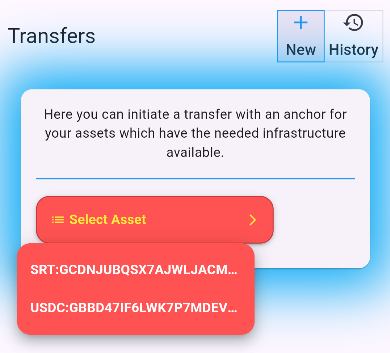 Transfers
New
History
Here you can initiate a transfer with an anchor for
your assets which have the needed infrastructure
available.
Select Asset
SRT:GCDNJUBQSX7AJWLJACM...
USDC:GBBD47IF6LWK7P7MDEV...